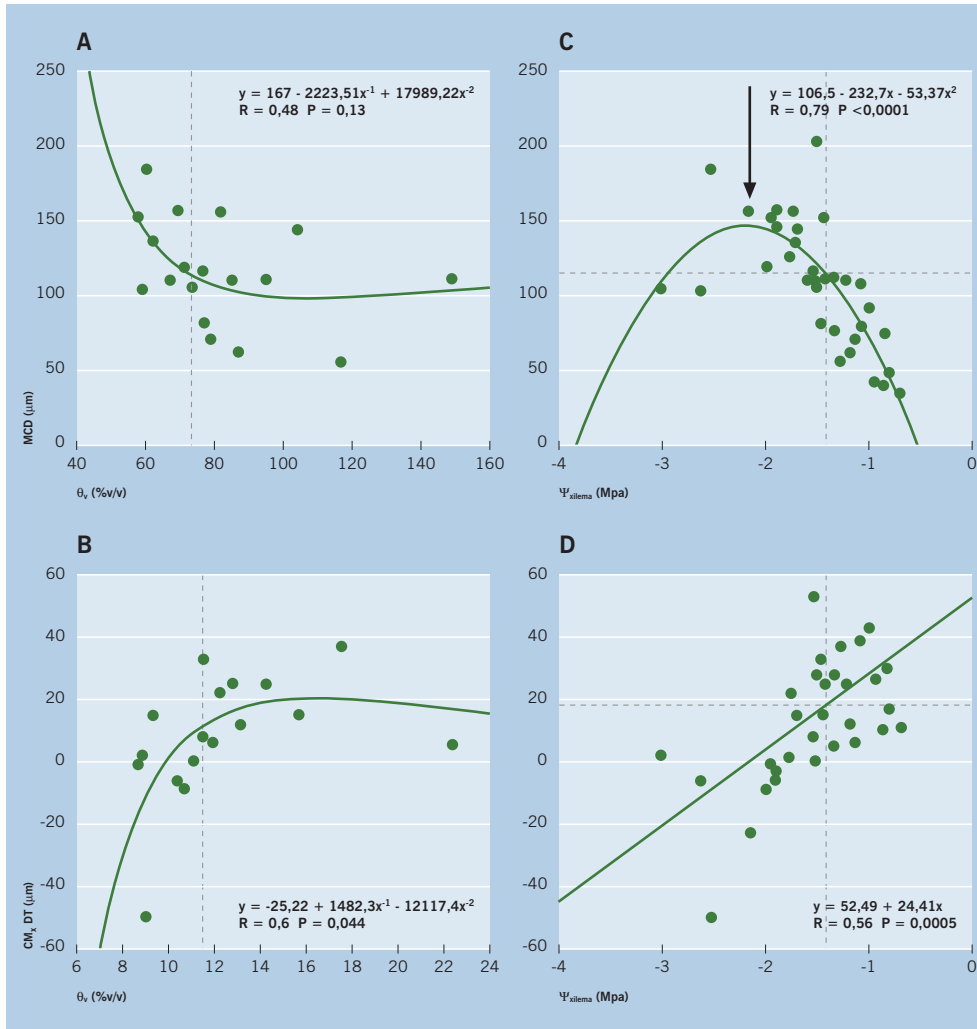 A
250
200
150
100
50
0
MCD (μm)
y = 167 - 2223,51x⁻¹ + 17989,22x⁻²
R = 0,48 P = 0,13
40 60 80 100 120 140 160
θv (%v/v)
C
250
200
150
100
50
0
y = 106,5 - 232,7x - 53,37x²
R = 0,79 P <0,0001
-4 -3 -2 -1 0
Ψxilema (Mpa)
B
60
40
20
0
-20
-40
-60
CMx DT (μm)
y = -25,22 + 1482,3x⁻¹ - 12117,4x⁻²
R = 0,6 P = 0,044
6 8 10 12 14 16 18 20 22 24
θv (%v/v)
D
60
40
20
0
-20
-40
-60
y = 52,49 + 24,41x
R = 0,56 P = 0,0005
-4 -3 -2 -1 0
Ψxilema (Mpa)